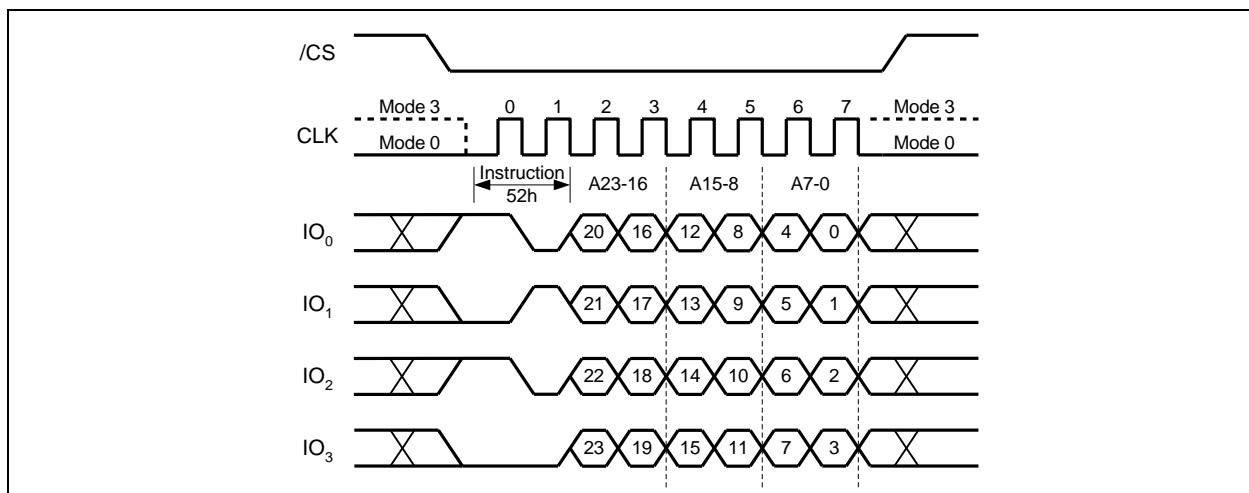 /CS
Mode 3 0 1 2 3 4 5 6 7 Mode 3
CLK
Mode 0 Mode 0
Instruction A23-16 A15-8 A7-0
52h
IO0 20 16 12 8 4 0
IO1 21 17 13 9 5 1
IO2 22 18 14 10 6 2
IO3 23 19 15 11 7 3